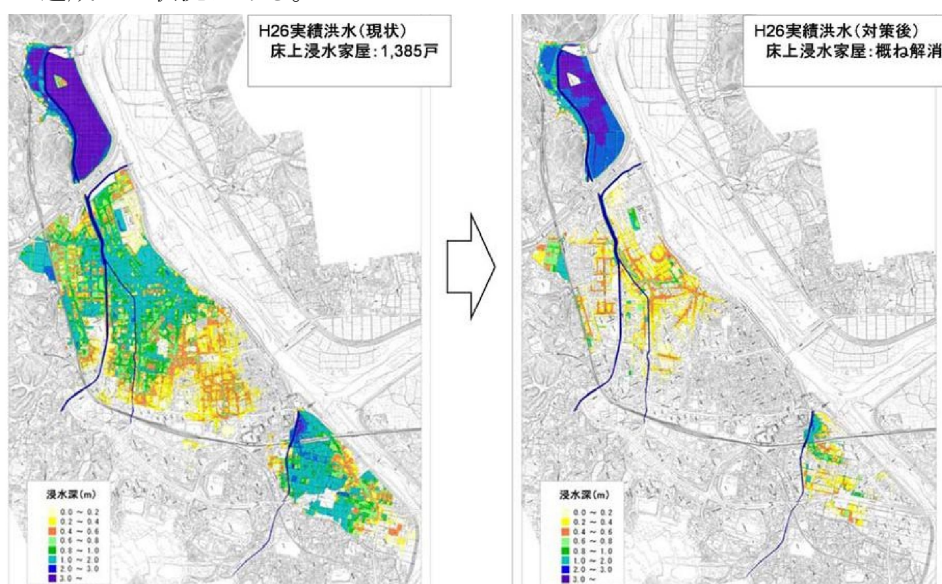 H26実績洪水(現状)
床上浸水家屋:1,385戸
H26実績洪水(対策後)
床上浸水家屋:概ね解消
浸水深(m)
0.0 ~ 0.2
0.2 ~ 0.4
0.4 ~ 0.6
0.6 ~ 0.8
0.8 ~ 1.0
1.0 ~ 2.0
2.0 ~ 3.0
3.0 ~
浸水深(m)
0.0 ~ 0.2
0.2 ~ 0.4
0.4 ~ 0.6
0.6 ~ 0.8
0.8 ~ 1.0
1.0 ~ 2.0
2.0 ~ 3.0
3.0 ~